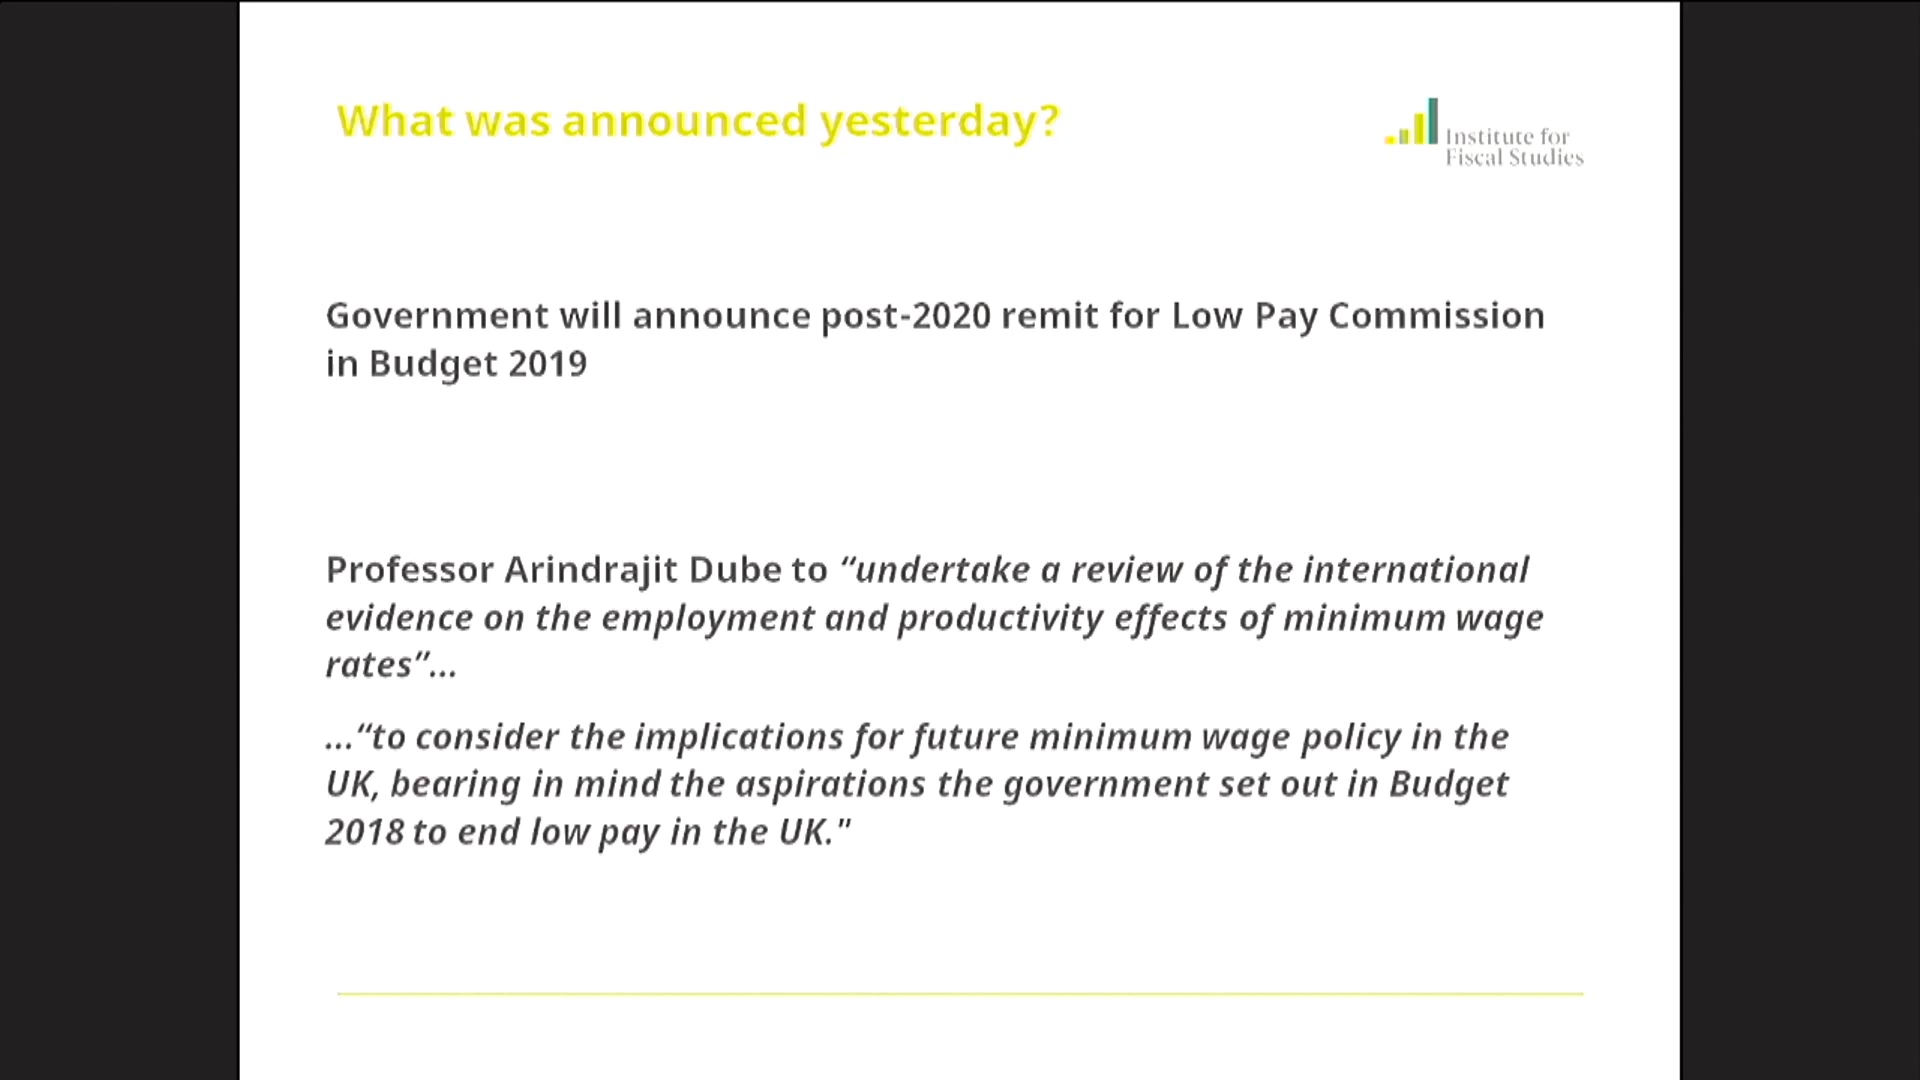 What was announced yesterday?
Institute for
Fiscal Studies
Government will announce post-2020 remit for Low Pay Commission
in Budget 2019
Professor Arindrajit Dube to “undertake a review of the international
evidence on the employment and productivity effects of minimum wage
rates”...
...“to consider the implications for future minimum wage policy in the
UK, bearing in mind the aspirations the government set out in Budget
2018 to end low pay in the UK."